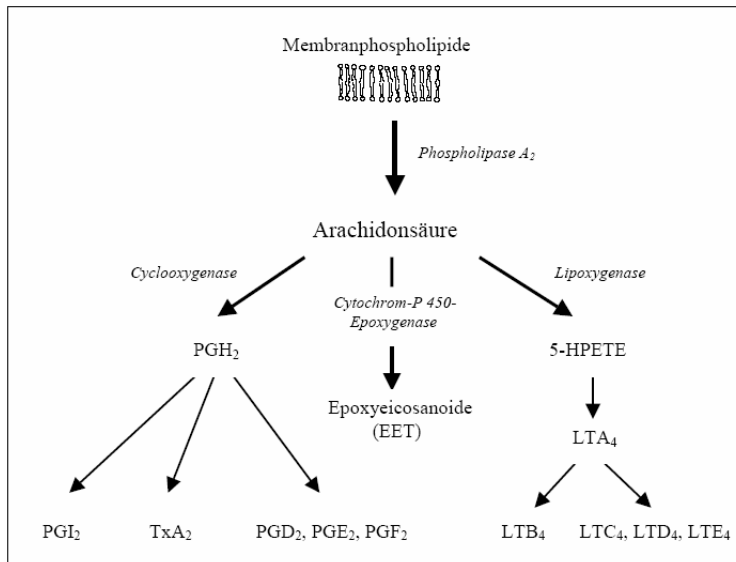 Membranphospholipide
Phospholipase A₂
Arachidonsäure
Cyclooxygenase
Lipoxygenase
Cytochrom-P 450-
Epoxygenase
PGH₂
5-HPETE
Epoxyeicosanoide
(EET)
LTA₄
PGI₂
TxA₂
PGD₂, PGE₂, PGF₂
LTB₄
LTC₄, LTD₄, LTE₄